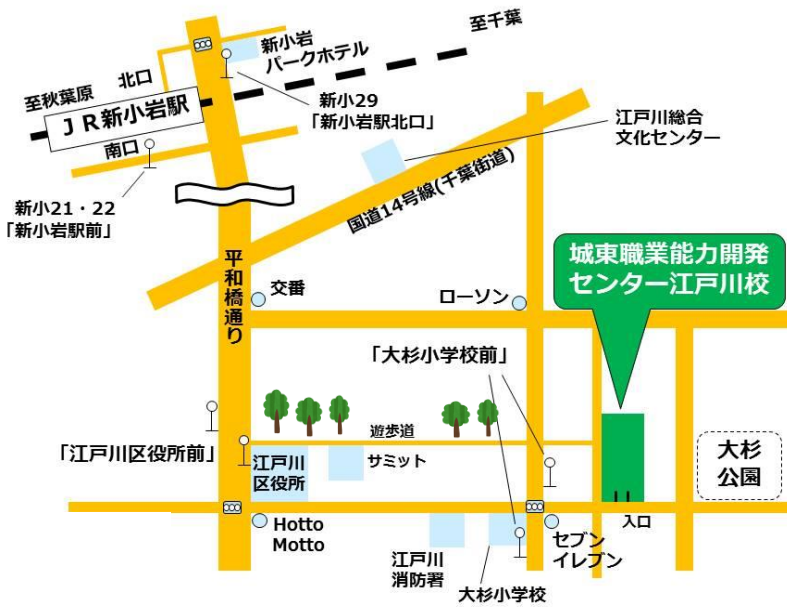 至千葉
新小岩
パークホテル
北口
至秋葉原
ＪＲ新小岩駅
新小29
「新小岩駅北口」
南口
江戸川総合
文化センター
新小21・22
「新小岩駅前」
国道14号線(千葉街道)
平和橋通り
城東職業能力開発
センター江戸川校
交番
ローソン
「大杉小学校前」
遊歩道
「江戸川区役所前」
江戸川
区役所
サミット
大杉
公園
入口
Hotto
Motto
江戸川
消防署
大杉小学校
セブン
イレブン